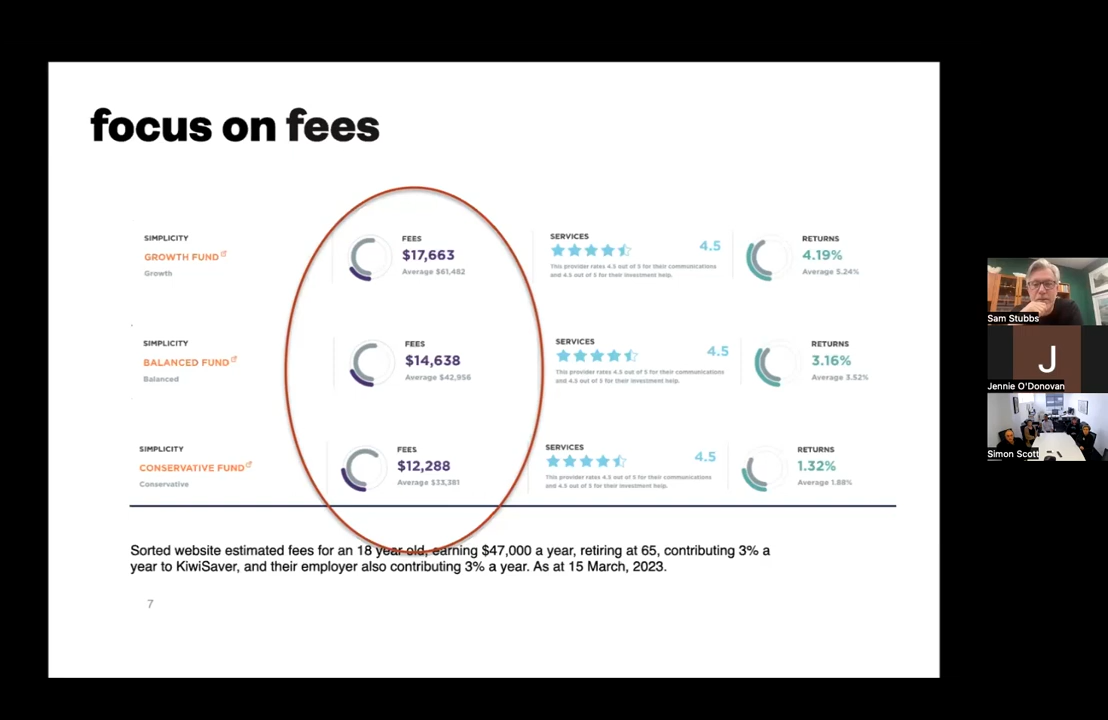 focus on fees
SIMPLICITY
GROWTH FUND
Growth
FEES
$17,663
Average $61,482
SERVICES
4.5
This provider rates 4.5 out of 5 for their communications
and 4.5 out of 5 for their investment help.
RETURNS
4.19%
Average 5.24%
SIMPLICITY
BALANCED FUND
Balanced
FEES
$14,638
Average $42,956
SERVICES
4.5
This provider rates 4.5 out of 5 for their communications
and 4.5 out of 5 for their investment help.
RETURNS
3.16%
Average 3.52%
SIMPLICITY
CONSERVATIVE FUND
Conservative
FEES
$12,288
Average $33,381
SERVICES
4.5
This provider rates 4.5 out of 5 for their communications
and 4.5 out of 5 for their investment help.
RETURNS
1.32%
Average 1.88%
Sorted website estimated fees for an 18 year old, earning $47,000 a year, retiring at 65, contributing 3% a
year to KiwiSaver, and their employer also contributing 3% a year. As at 15 March, 2023.
7
Sam Stubbs
J
Jennie O'Donovan
Simon Scott